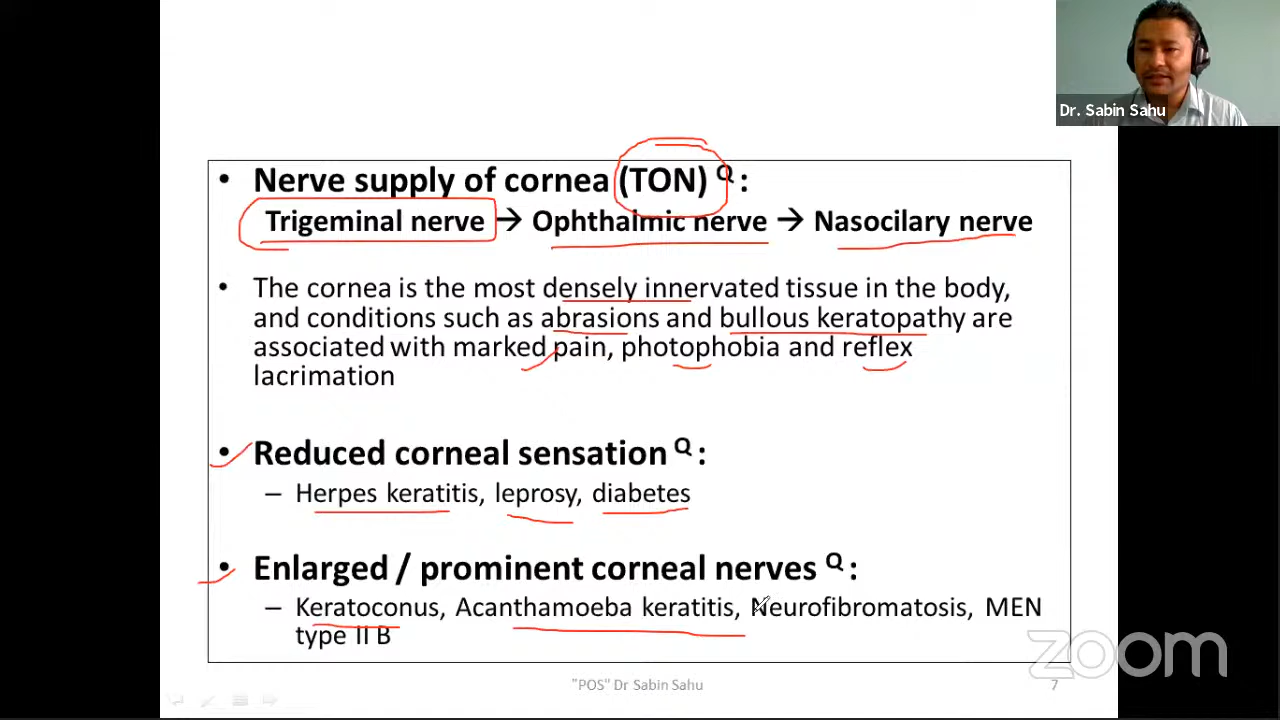 Dr. Sabin Sahu
• Nerve supply of cornea (TON) Q :
Trigeminal nerve → Ophthalmic nerve → Nasocilary nerve
• The cornea is the most densely innervated tissue in the body,
and conditions such as abrasions and bullous keratopathy are
associated with marked pain, photophobia and reflex
lacrimation
• Reduced corneal sensation Q :
– Herpes keratitis, leprosy, diabetes
• Enlarged / prominent corneal nerves Q :
– Keratoconus, Acanthamoeba keratitis, Neurofibromatosis, MEN
type II B
zoom
"POS" Dr Sabin Sahu
7